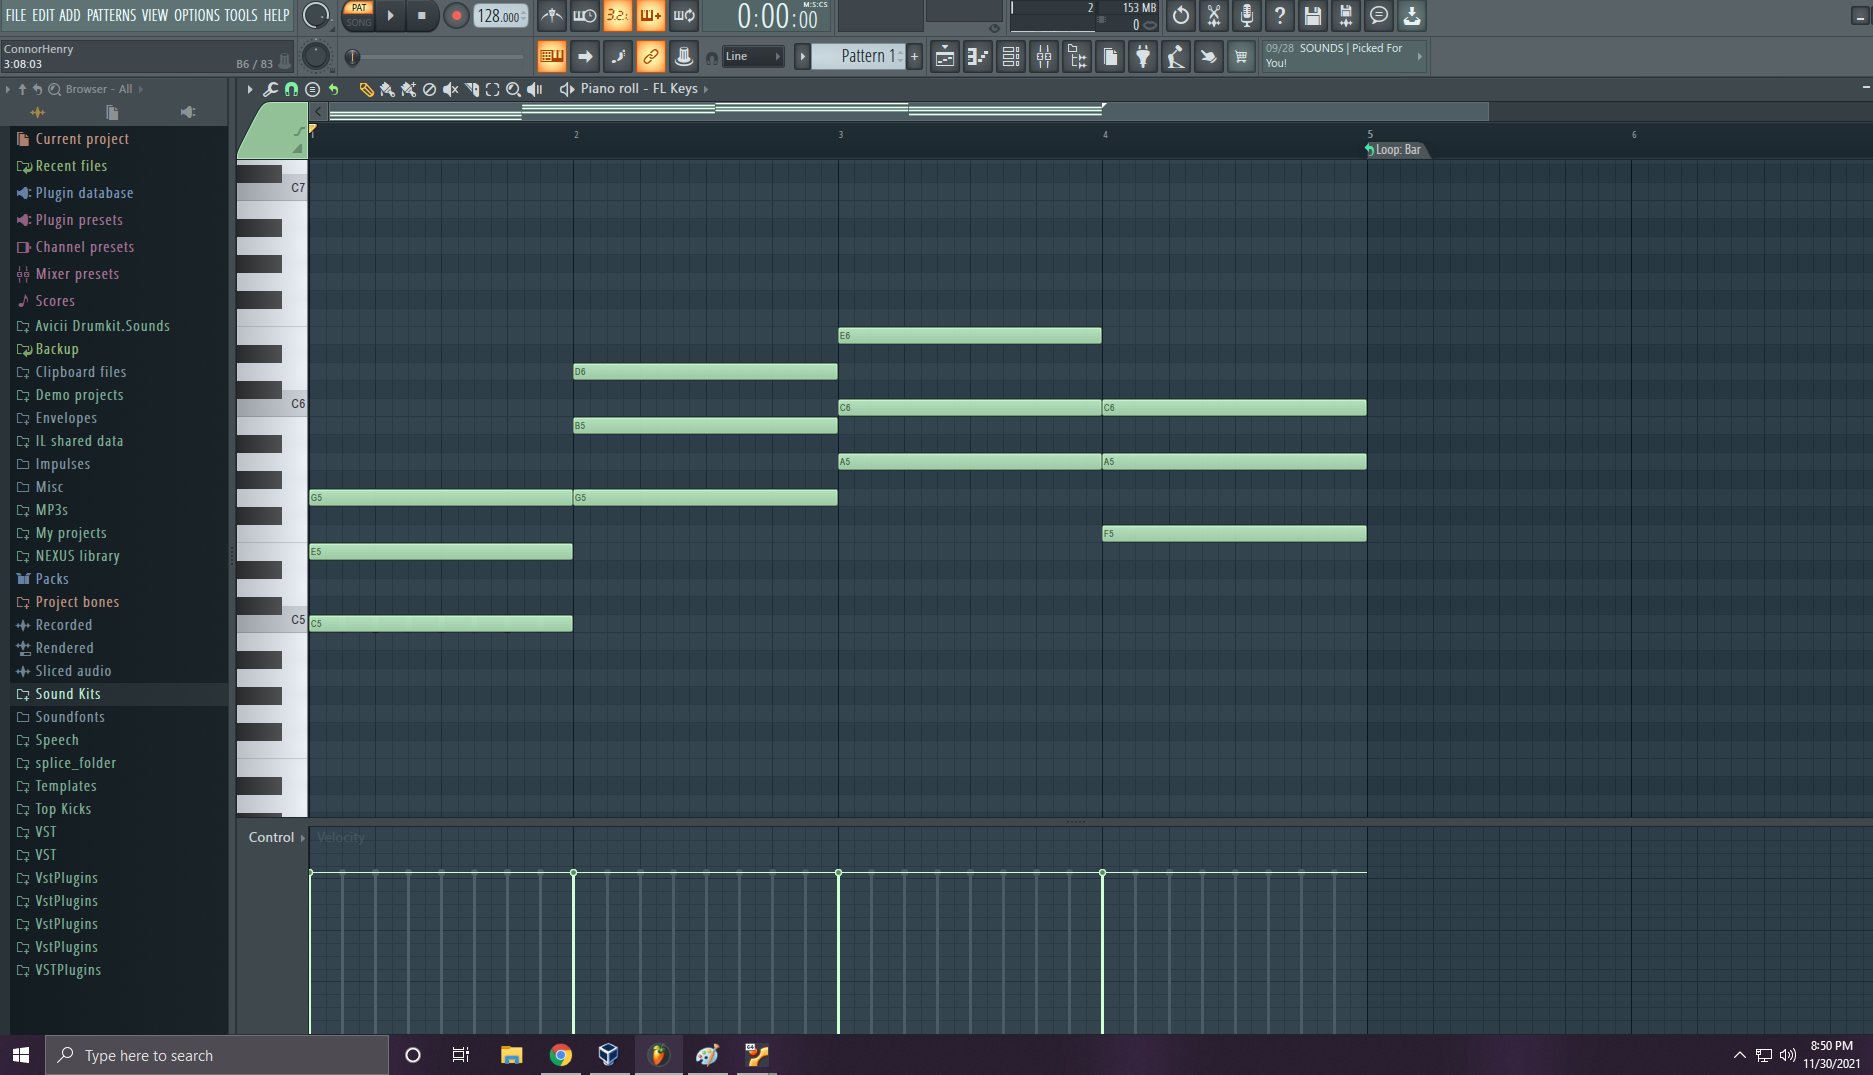 FILE EDIT ADD PATTERNS VIEW OPTIONS TOOLS HELP
PAT
SONG
128.000
3.2.
0:00:00
M:S:CS
2
153 MB
0
ConnorHenry
3:08:03
B6 / 83
Line
Pattern 1
+
09/28 SOUNDS | Picked For
You!
Browser - All
Piano roll - FL Keys
Current project
Recent files
Plugin database
Plugin presets
Channel presets
Mixer presets
Scores
Avicii Drumkit.Sounds
Backup
Clipboard files
Demo projects
Envelopes
IL shared data
Impulses
Misc
MP3s
My projects
NEXUS library
Packs
Project bones
Recorded
Rendered
Sliced audio
Sound Kits
Soundfonts
Speech
splice_folder
Templates
Top Kicks
VST
VST
VstPlugins
VstPlugins
VstPlugins
VstPlugins
VSTPlugins
1 2 3 4 5 6
Loop: Bar
C7
E6
D6
C6
C6
C6
B5
A5
A5
G5
G5
F5
E5
C5
C5
Control
Velocity
Type here to search
64
8:50 PM
11/30/2021